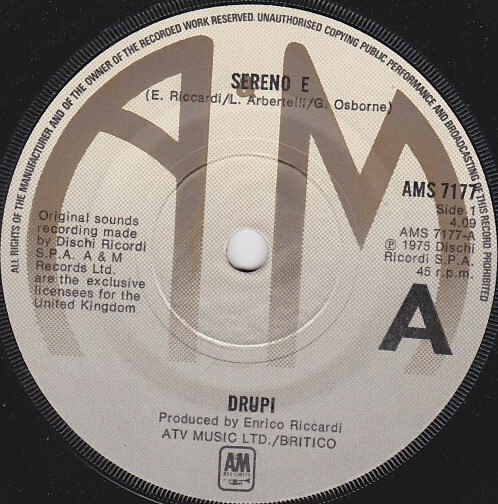 ALL RIGHTS OF THE MANUFACTURER AND OF THE OWNER OF THE RECORDED WORK RESERVED. UNAUTHORISED COPYING PUBLIC PERFORMANCE AND BROADCASTING OF THIS RECORD PROHIBITED
SERENO E
(E. Riccardi/L. Arbertelli/G. Osborne)
AMS 7177
Side 1
4.09
AMS 7177-A
℗ 1975 Dischi
Ricordi S.P.A.
45 r.p.m.
Original sounds
recording made
by Dischi Ricordi
S.P.A. A & M
Records Ltd.
are the exclusive
licensees for the
United Kingdom
A
DRUPI
Produced by Enrico Riccardi
ATV MUSIC LTD./BRITICO
AM
RECORDS